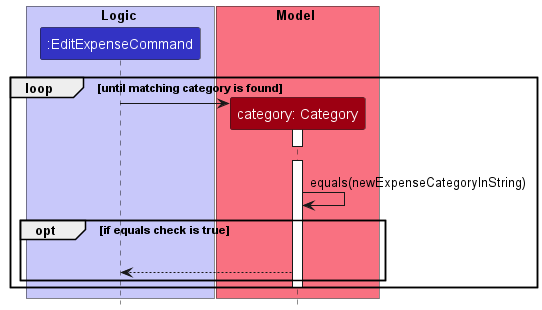 Logic
Model
:EditExpenseCommand
loop
[until matching category is found]
category: Category
equals(newExpenseCategoryInString)
opt
[if equals check is true]